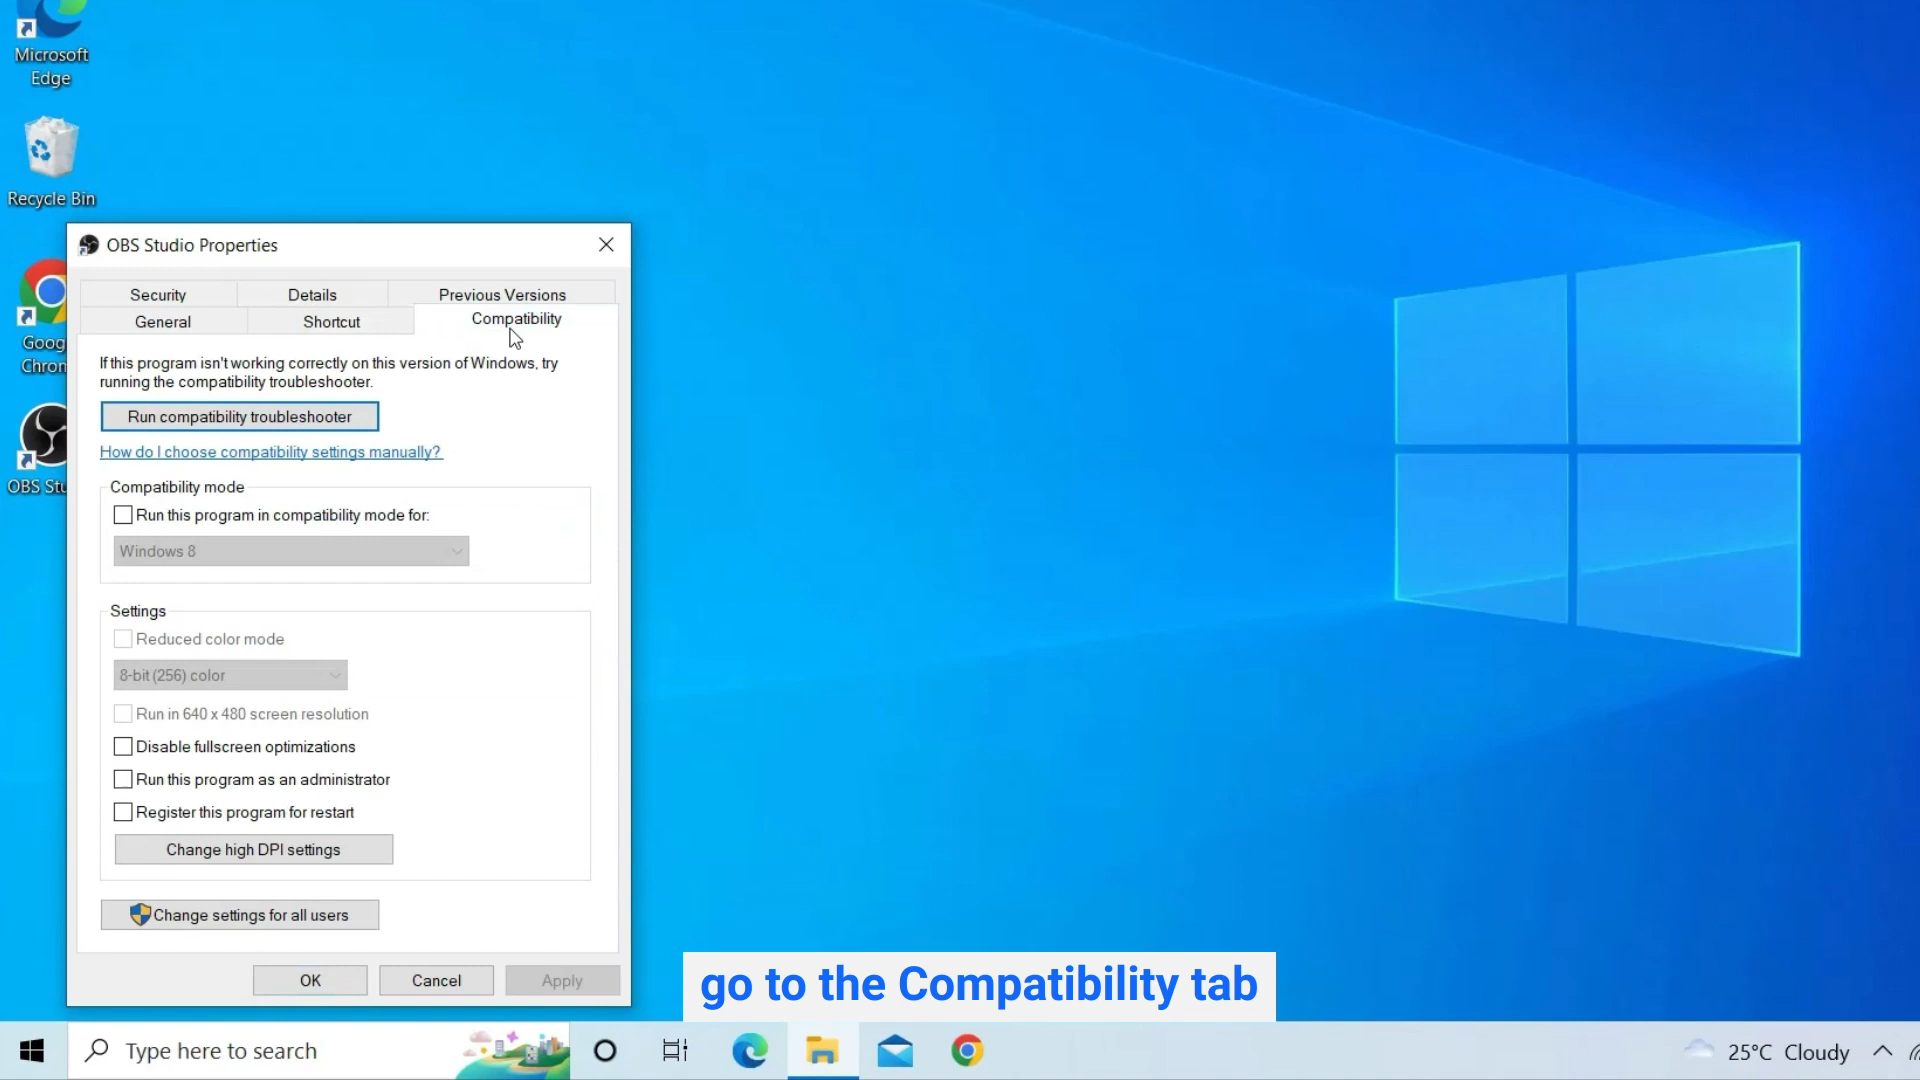 Microsoft
Edge
Recycle Bin
Goog
Chrom
OBS Stu
OBS Studio Properties
Security
Details
Previous Versions
General
Shortcut
Compatibility
If this program isn't working correctly on this version of Windows, try
running the compatibility troubleshooter.
Run compatibility troubleshooter
How do I choose compatibility settings manually?
Compatibility mode
Run this program in compatibility mode for:
Windows 8
Settings
Reduced color mode
8-bit (256) color
Run in 640 x 480 screen resolution
Disable fullscreen optimizations
Run this program as an administrator
Register this program for restart
Change high DPI settings
Change settings for all users
OK
Cancel
Apply
go to the Compatibility tab
Type here to search
25°C Cloudy